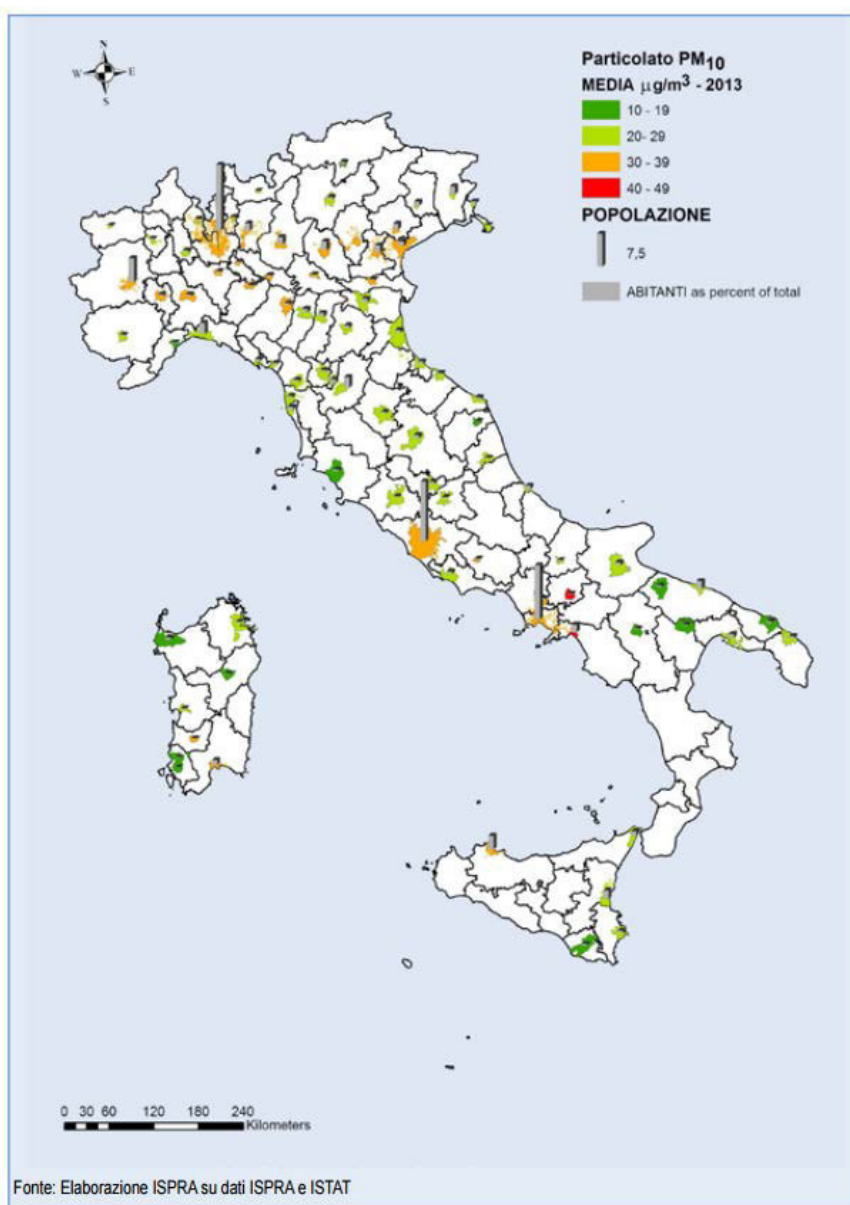 N
W E
S
Particolato PM10
MEDIA µg/m3 - 2013
10 - 19
20- 29
30 - 39
40 - 49
POPOLAZIONE
7,5
ABITANTI as percent of total
0 30 60 120 180 240
Kilometers
Fonte: Elaborazione ISPRA su dati ISPRA e ISTAT